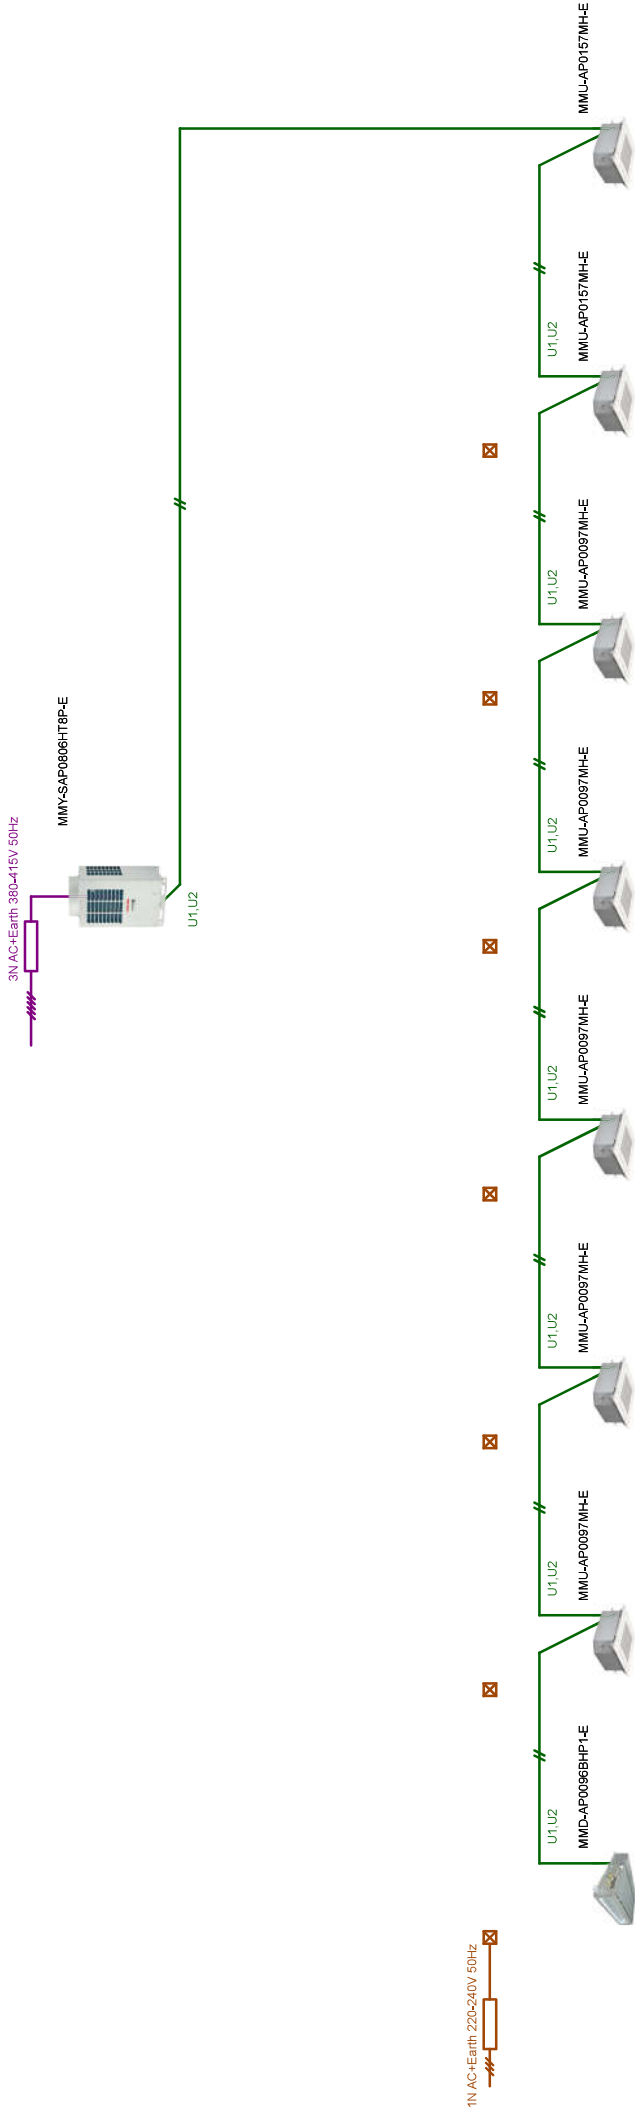 MMU-AP0157MH-E
U1,U2
MMU-AP0157MH-E
U1,U2
MMU-AP0097MH-E
MMY-SAP0806HT8P-E
3N AC+Earth 380-415V 50Hz
U1,U2
U1,U2
MMU-AP0097MH-E
U1,U2
MMU-AP0097MH-E
U1,U2
MMU-AP0097MH-E
U1,U2
MMU-AP0097MH-E
U1,U2
MMD-AP0096BHP1-E
1N AC+Earth 220-240V 50Hz